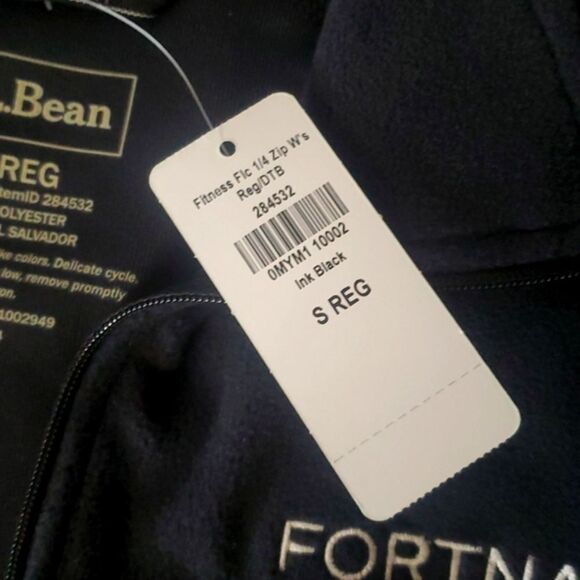 .Bean
REG
temID 284532
OLYESTER
L SALVADOR
ke colors. Delicate cycle.
low, remove promptly
on.
1002949
Fitness Flc 1/4 Zip W's
Reg/DTB
284532
0MYM1 10002
Ink Black
S REG
FORTNA